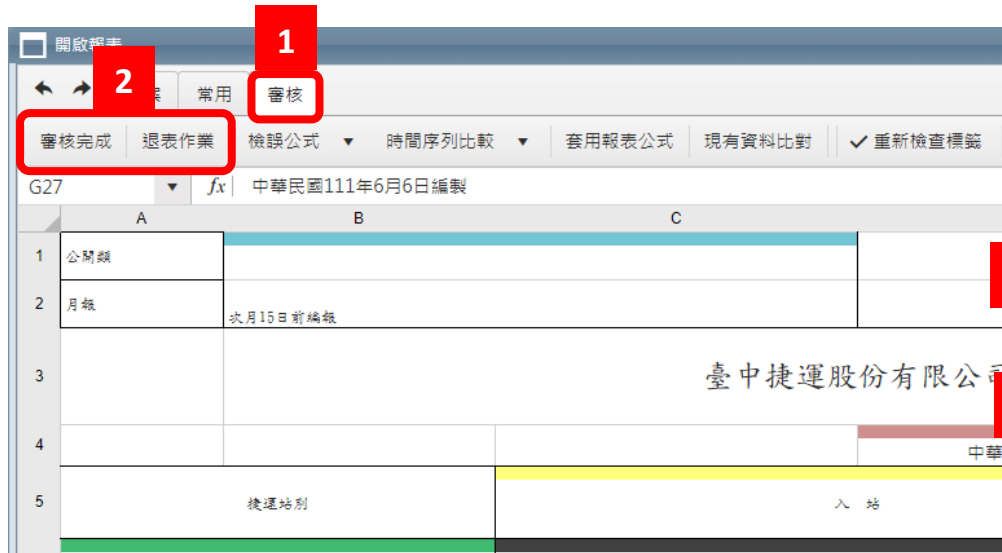 開啟報表
1
2
常用 審核
審核完成 退表作業 檢誤公式 ▼ 時間序列比較 ▼ 套用報表公式 現有資料比對 ✓ 重新檢查標籤
G27 ▼ fx 中華民國111年6月6日編製
A B C
1 公開類
2 月報 次月15日前編報
3 臺中捷運股份有限公司
4 中華
5 捷運站別 入 站